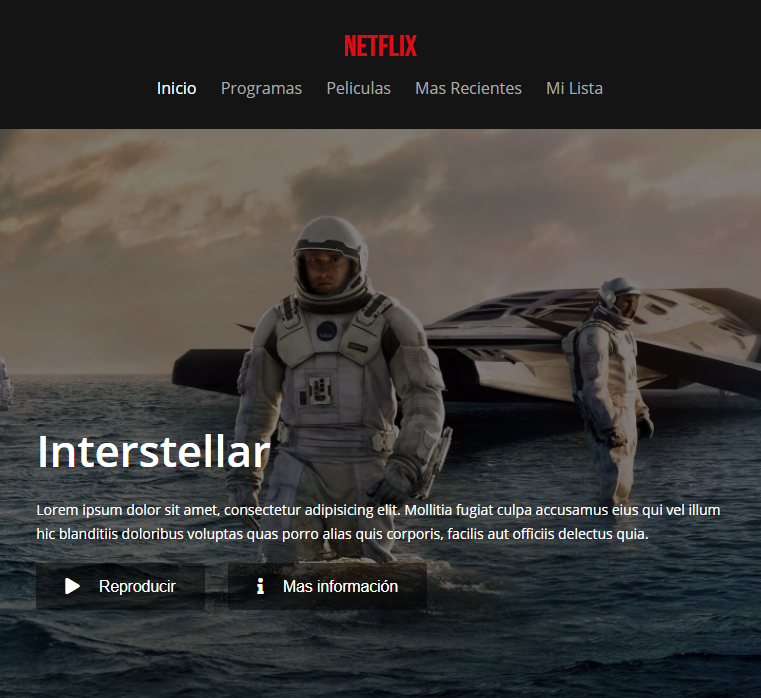 NETFLIX
Inicio Programas Peliculas Mas Recientes Mi Lista
Interstellar
Lorem ipsum dolor sit amet, consectetur adipisicing elit. Mollitia fugiat culpa accusamus eius qui vel illum
hic blanditiis doloribus voluptas quas porro alias quis corporis, facilis aut officiis delectus quia.
Reproducir Mas información